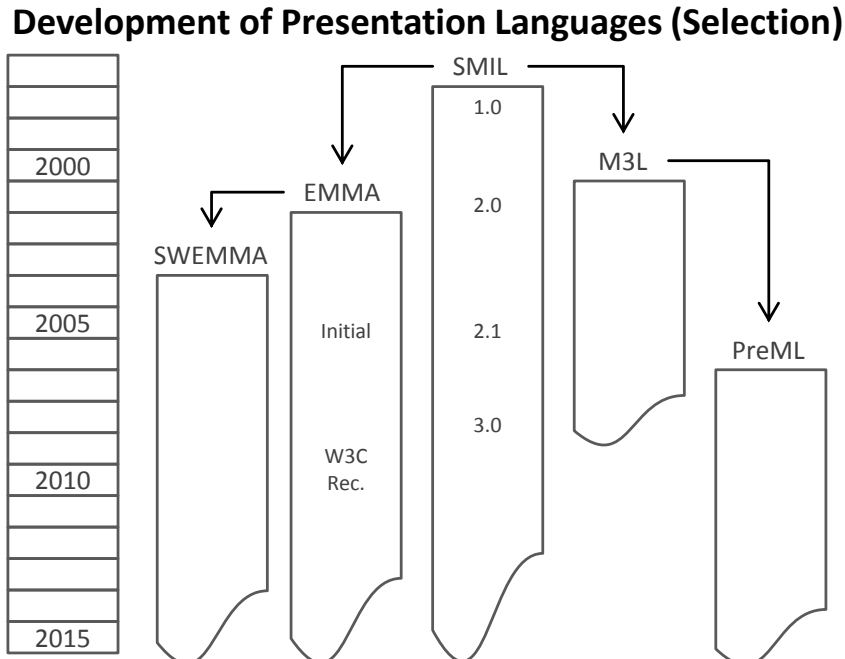 Development of Presentation Languages (Selection)
SMIL
1.0
2000
M3L
EMMA
2.0
SWEMMA
2005
Initial
2.1
PreML
3.0
W3C
Rec.
2010
2015